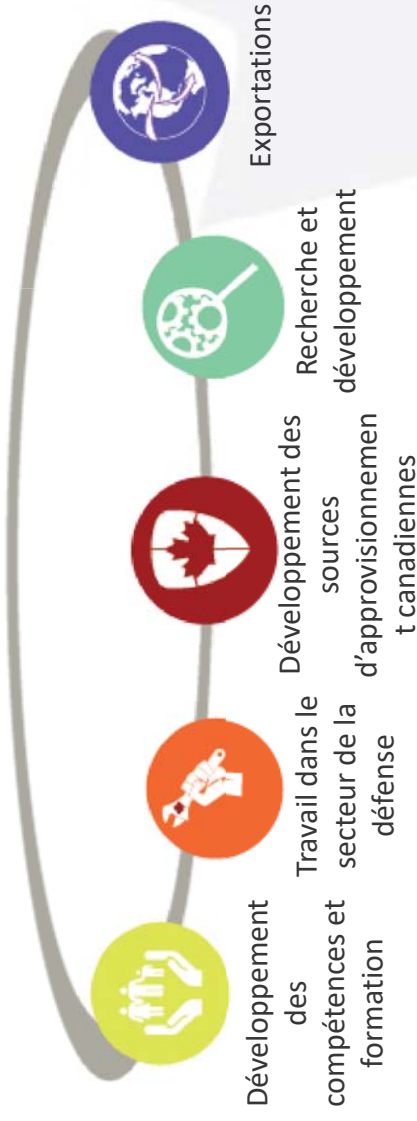 Développement
des
compétences et
formation
Travail dans le
secteur de la
défense
Développement des
sources
d’approvisionnemen
t canadiennes
Recherche et
développement
Exportations